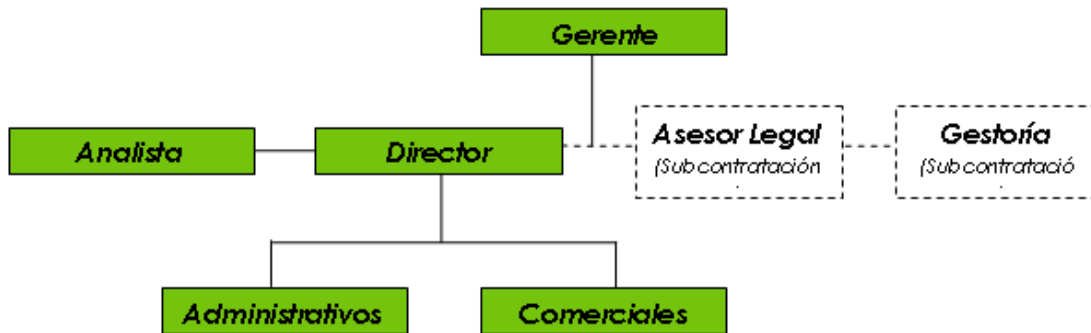 Gerente
Analista
Director
Asesor Legal
(Subcontratación
Gestoría
(Subcontratació
Administrativos
Comerciales